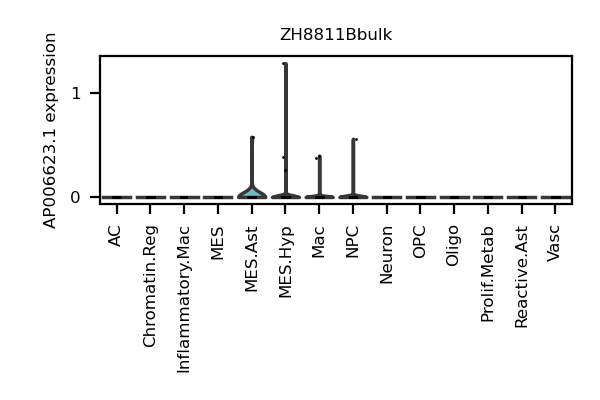 ZH8811Bbulk
AP006623.1 expression
1
0
AC
Chromatin.Reg
Inflammatory.Mac
MES
MES.Ast
MES.Hyp
Mac
NPC
Neuron
OPC
Oligo
Prolif.Metab
Reactive.Ast
Vasc